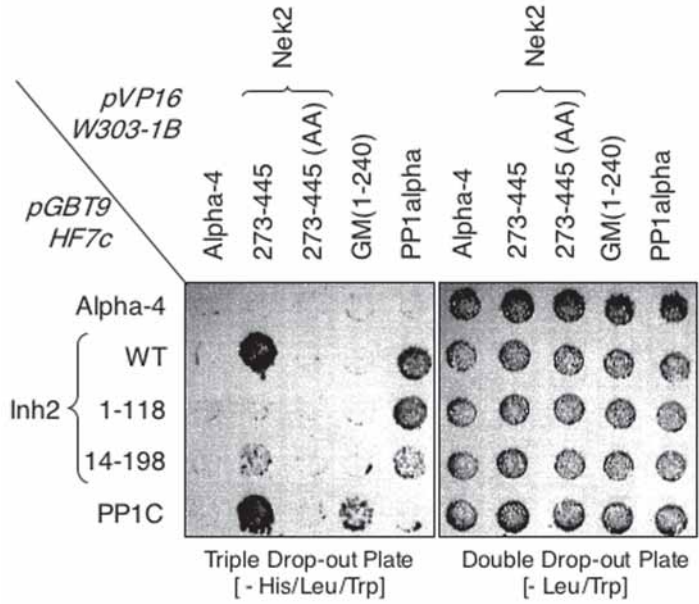 Nek2
Nek2
pVP16
W303-1B
pGBT9
HF7c
Alpha-4
273-445
273-445 (AA)
GM(1-240)
PP1alpha
Alpha-4
273-445
273-445 (AA)
GM(1-240)
PP1alpha
Alpha-4
WT
Inh2
1-118
14-198
PP1C
Triple Drop-out Plate
[ - His/Leu/Trp]
Double Drop-out Plate
[- Leu/Trp]